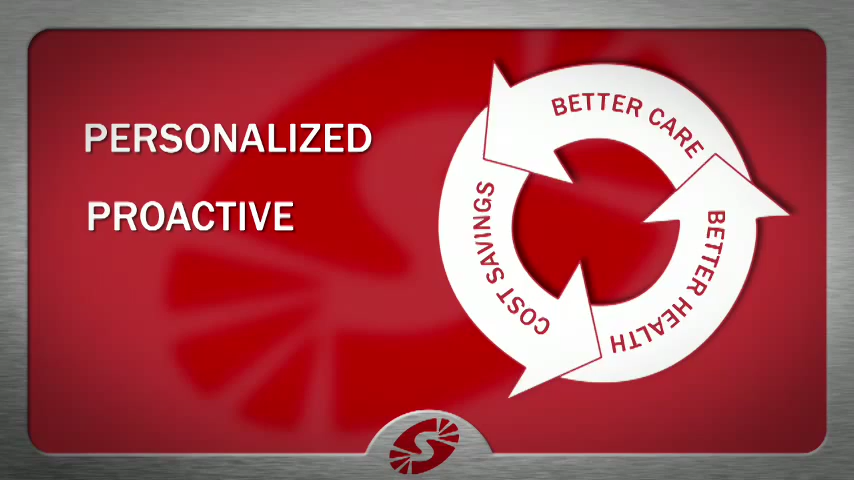 PERSONALIZED
PROACTIVE
BETTER CARE
BETTER HEALTH
COST SAVINGS
S